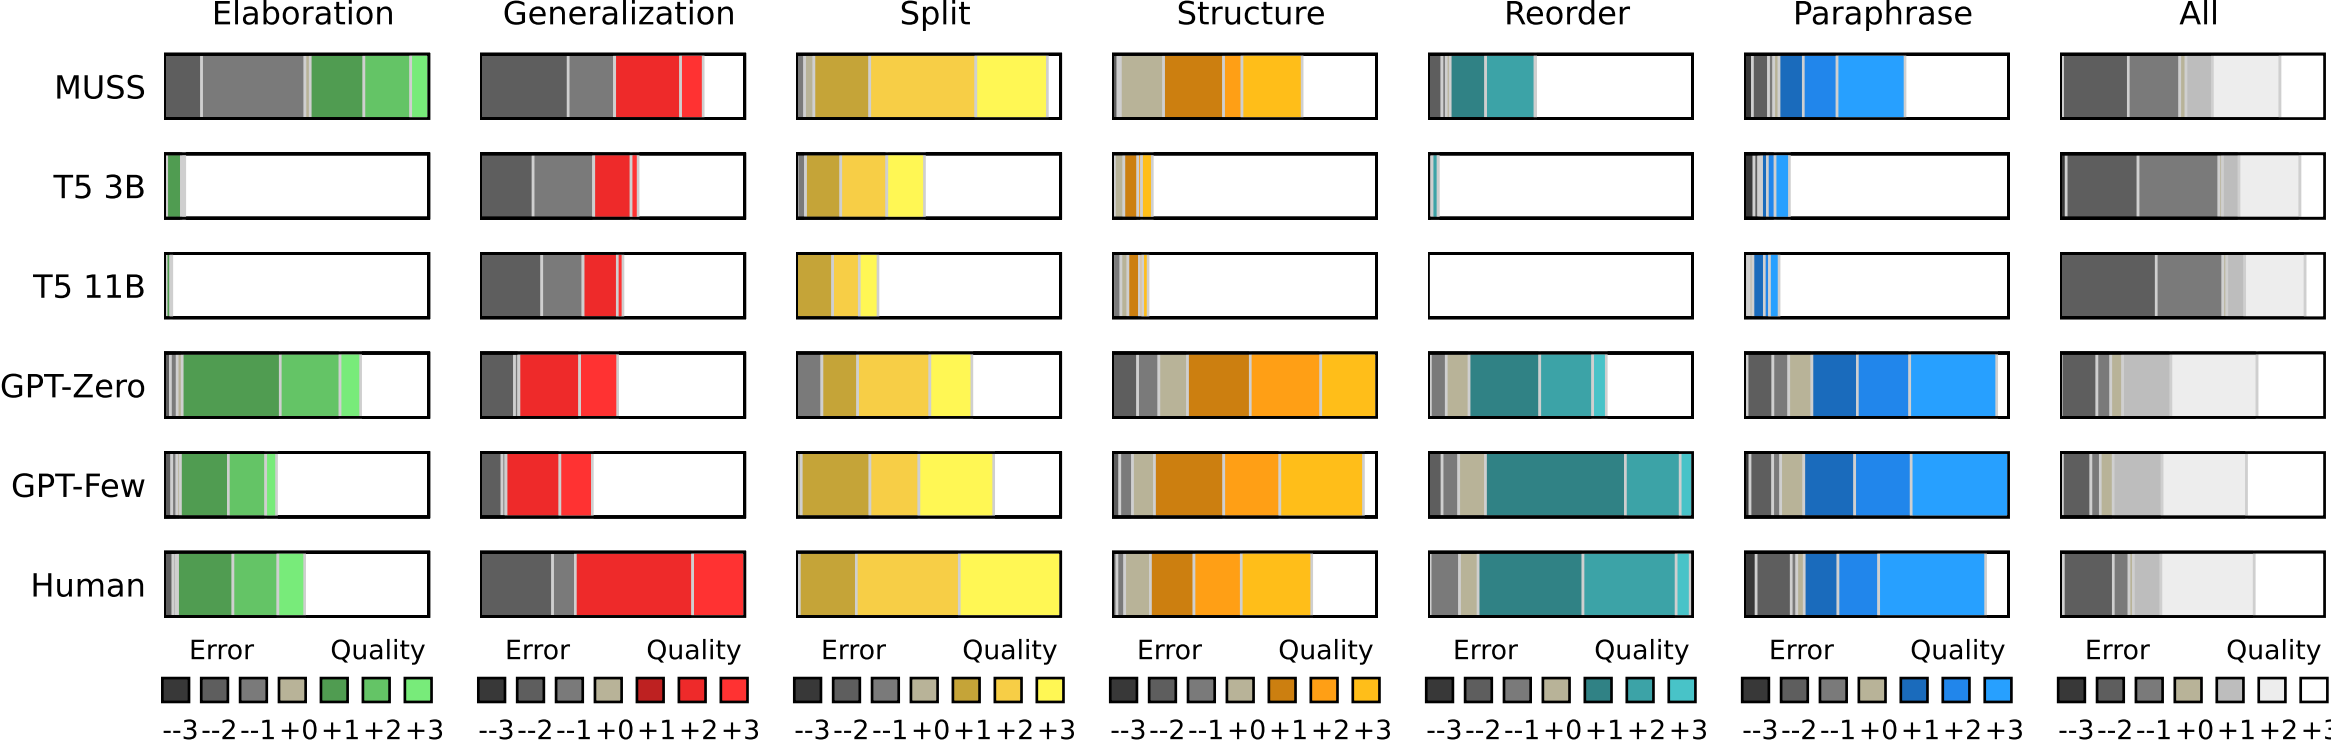 Elaboration Generalization Split Structure Reorder Paraphrase All
MUSS
T5 3B
T5 11B
GPT-Zero
GPT-Few
Human
Error Quality Error Quality Error Quality Error Quality Error Quality Error Quality Error Quality
--3 --2 --1 +0 +1 +2 +3 --3 --2 --1 +0 +1 +2 +3 --3 --2 --1 +0 +1 +2 +3 --3 --2 --1 +0 +1 +2 +3 --3 --2 --1 +0 +1 +2 +3 --3 --2 --1 +0 +1 +2 +3 --3 --2 --1 +0 +1 +2 +3